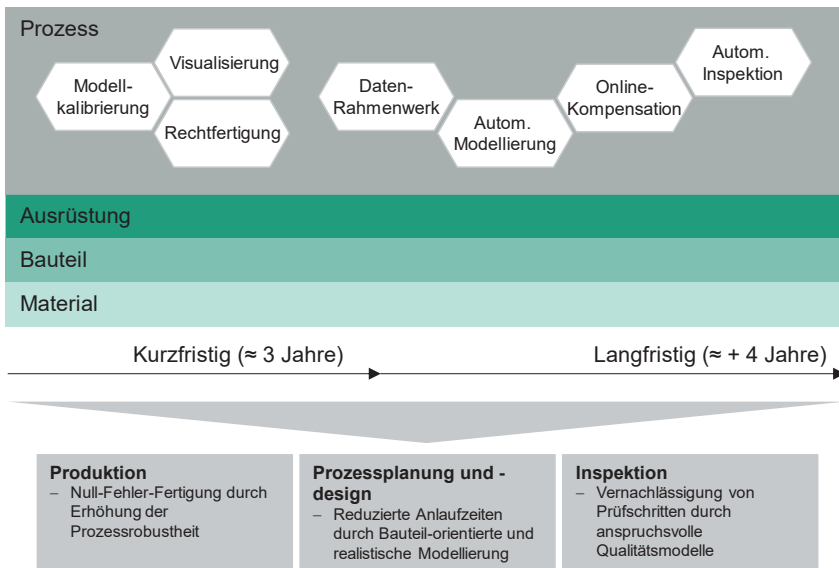 Prozess
Modell-
kalibrierung
Visualisierung
Rechtfertigung
Daten-
Rahmenwerk
Autom.
Modellierung
Online-
Kompensation
Autom.
Inspektion
Ausrüstung
Bauteil
Material
Kurzfristig (≈ 3 Jahre)
Langfristig (≈ + 4 Jahre)
Produktion
– Null-Fehler-Fertigung durch
Erhöhung der
Prozessrobustheit
Prozessplanung und -
design
– Reduzierte Anlaufzeiten
durch Bauteil-orientierte und
realistische Modellierung
Inspektion
– Vernachlässigung von
Prüfschritten durch
anspruchsvolle
Qualitätsmodelle